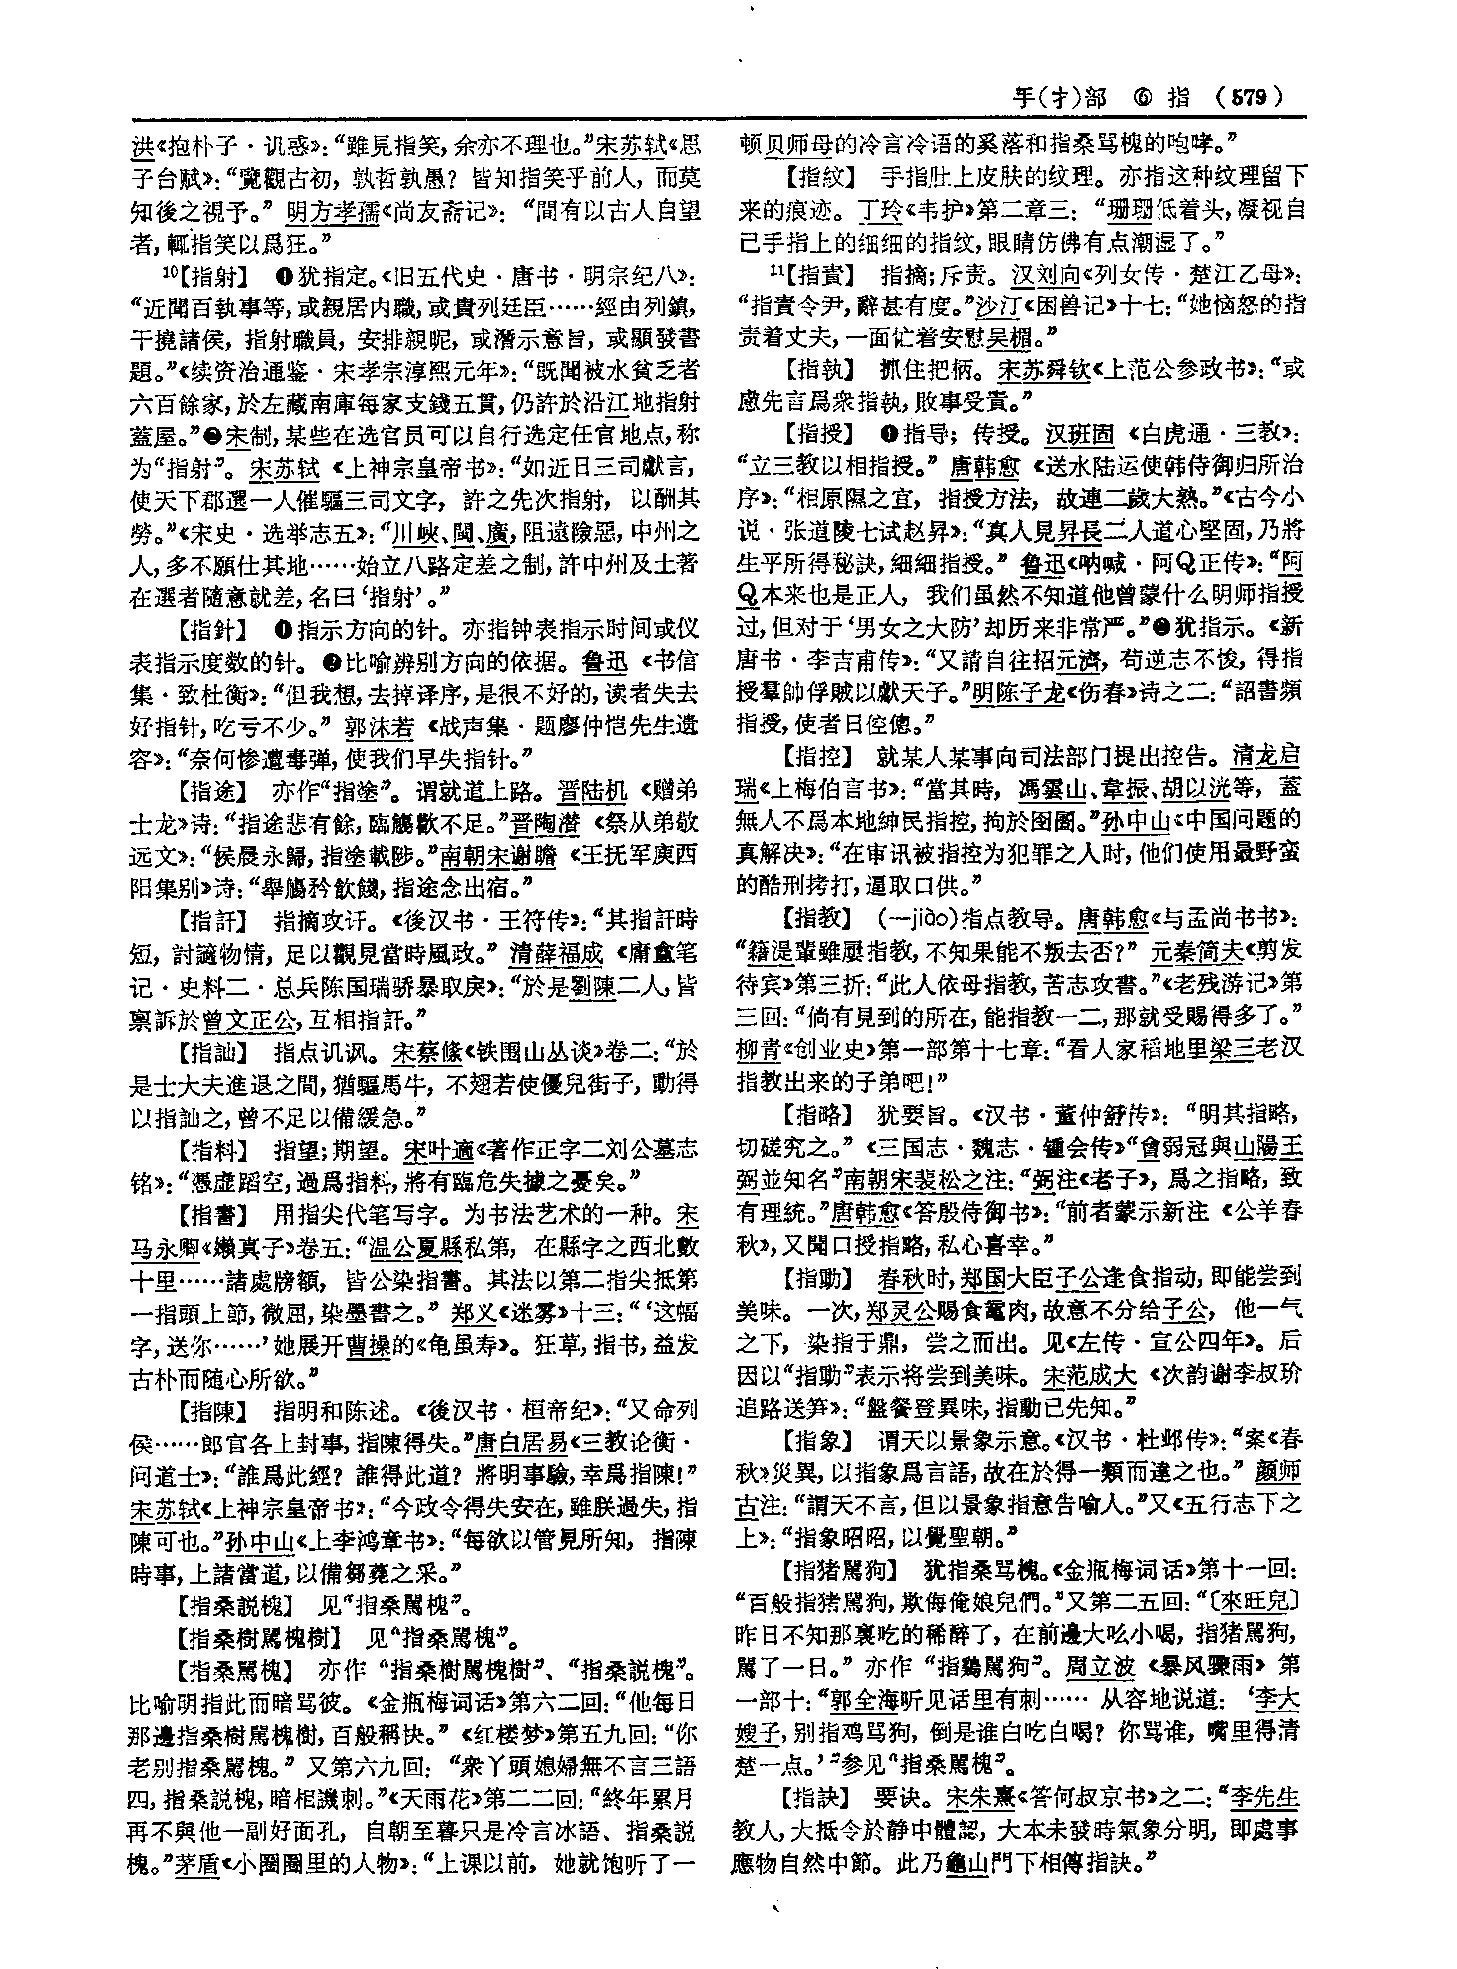 手(扌)部 ⑥ 指 (579)
洪《抱朴子·讥惑》：“雖見指笑，余亦不理也。”宋苏轼《思
子台赋》：“覽觀古初，孰哲孰愚？皆知指笑乎前人，而莫
知後之視予。”明方孝孺《尚友斋记》：“間有以古人自望
者，輒指笑以爲狂。”
10【指射】 ❶犹指定。《旧五代史·唐书·明宗纪八》：
“近聞百執事等，或親居内職，或貴列廷臣……經由列鎮，
干撓諸侯，指射職員，安排親昵，或潛示意旨，或顯發書
題。”《续资治通鉴·宋孝宗淳熙元年》：“既聞被水貧乏者
六百餘家，於左藏南庫每家支錢五貫，仍許於沿江地指射
蓋屋。”❷宋制，某些在选官员可以自行选定任官地点，称
为“指射”。宋苏轼《上神宗皇帝书》：“如近日三司獻言，
使天下郡選一人催驅三司文字，許之先次指射，以酬其
勞。”《宋史·选举志五》：“川峽、閩、廣，阻遠險惡，中州之
人，多不願仕其地……始立八路定差之制，許中州及土著
在選者隨意就差，名曰‘指射’。”
【指針】 ❶指示方向的针。亦指钟表指示时间或仪
表指示度数的针。❷比喻辨别方向的依据。鲁迅《书信
集·致杜衡》：“但我想，去掉译序，是很不好的，读者失去
好指针，吃亏不少。”郭沫若《战声集·题廖仲恺先生遗
容》：“奈何惨遭毒弹，使我们早失指针。”
【指途】 亦作“指塗”。谓就道上路。晋陆机《赠弟
士龙》诗：“指途悲有餘，臨觴歡不足。”晋陶潜《祭从弟敬
远文》：“候晨永歸，指塗載陟。”南朝宋谢瞻《王抚军庾西
阳集别》诗：“舉觴矜飲餞，指途念出宿。”
【指訐】 指摘攻讦。《後汉书·王符传》：“其指訐時
短，討讁物情，足以觀見當時風政。”清薛福成《庸盦笔
记·史料二·总兵陈国瑞骄暴取戾》：“於是劉陳二人，皆
禀訴於曾文正公，互相指訐。”
【指訕】 指点讥讽。宋蔡絛《铁围山丛谈》卷二：“於
是士大夫進退之間，猶驅馬牛，不翅若使優兒街子，動得
以指訕之，曾不足以備緩急。”
【指料】 指望；期望。宋叶適《著作正字二刘公墓志
铭》：“憑虚蹈空，過爲指料，將有臨危失據之憂矣。”
【指書】 用指尖代笔写字。为书法艺术的一种。宋
马永卿《嬾真子》卷五：“温公夏縣私第，在縣字之西北數
十里……諸處牓額，皆公染指書。其法以第二指尖抵第
一指頭上節，微屈，染墨書之。”郑义《迷雾》十三：“‘这幅
字，送你……’她展开曹操的《龟虽寿》。狂草，指书，益发
古朴而随心所欲。”
【指陳】 指明和陈述。《後汉书·桓帝纪》：“又命列
侯……郎官各上封事，指陳得失。”唐白居易《三教论衡·
问道士》：“誰爲此經？誰得此道？將明事驗，幸爲指陳！”
宋苏轼《上神宗皇帝书》：“今政令得失安在，雖朕過失，指
陳可也。”孙中山《上李鸿章书》：“每欲以管見所知，指陳
時事，上諸當道，以備芻蕘之采。”
【指桑説槐】 见“指桑駡槐”。
【指桑樹駡槐樹】 见“指桑駡槐”。
【指桑駡槐】 亦作“指桑樹駡槐樹”、“指桑説槐”。
比喻明指此而暗骂彼。《金瓶梅词话》第六二回：“他每日
那邊指桑樹駡槐樹，百般稱快。”《红楼梦》第五九回：“你
老别指桑駡槐。”又第六九回：“衆丫頭媳婦無不言三語
四，指桑説槐，暗相譏刺。”《天雨花》第二二回：“終年累月
再不與他一副好面孔，自朝至暮只是冷言冰語、指桑説
槐。”茅盾《小圈圈里的人物》：“上课以前，她就饱听了一
顿贝师母的冷言冷语的奚落和指桑骂槐的咆哮。”
【指紋】 手指肚上皮肤的纹理。亦指这种纹理留下
来的痕迹。丁玲《韦护》第二章三：“珊珊低着头，凝视自
己手指上的细细的指纹，眼睛仿佛有点潮湿了。”
11【指責】 指摘；斥责。汉刘向《列女传·楚江乙母》：
“指責令尹，辭甚有度。”沙汀《困兽记》十七：“她恼怒的指
责着丈夫，一面忙着安慰吴楣。”
【指執】 抓住把柄。宋苏舜钦《上范公参政书》：“或
慮先言爲衆指執，敗事受責。”
【指授】 ❶指导；传授。汉班固《白虎通·三教》：
“立三教以相指授。”唐韩愈《送水陆运使韩侍御归所治
序》：“相原隰之宜，指授方法，故連二歲大熟。”《古今小
说·张道陵七试赵昇》：“真人見昇長二人道心堅固，乃將
生平所得秘訣，細細指授。”鲁迅《呐喊·阿Q正传》：“阿
Q本来也是正人，我们虽然不知道他曾蒙什么明师指授
过，但对于‘男女之大防’却历来非常严。”❷犹指示。《新
唐书·李吉甫传》：“又請自往招元濟，苟逆志不悛，得指
授羣帥俘賊以獻天子。”明陈子龙《伤春》诗之二：“詔書頻
指授，使者日倥傯。”
【指控】 就某人某事向司法部门提出控告。清龙启
瑞《上梅伯言书》：“當其時，馮雲山、韋振、胡以洸等，蓋
無人不爲本地紳民指控，拘於囹圄。”孙中山《中国问题的
真解决》：“在审讯被指控为犯罪之人时，他们使用最野蛮
的酷刑拷打，逼取口供。”
【指教】 (—jiào)指点教导。唐韩愈《与孟尚书书》：
“籍湜輩雖屢指教，不知果能不叛去否？”元秦简夫《剪发
待宾》第三折：“此人依母指教，苦志攻書。”《老残游记》第
三回：“倘有見到的所在，能指教一二，那就受賜得多了。”
柳青《创业史》第一部第十七章：“看人家稻地里梁三老汉
指教出来的子弟吧！”
【指略】 犹要旨。《汉书·董仲舒传》：“明其指略，
切磋究之。”《三国志·魏志·鍾会传》“會弱冠與山陽王
弼並知名”南朝宋裴松之注：“弼注《老子》，爲之指略，致
有理統。”唐韩愈《答殷侍御书》：“前者蒙示新注《公羊春
秋》，又聞口授指略，私心喜幸。”
【指動】 春秋时，郑国大臣子公逢食指动，即能尝到
美味。一次，郑灵公赐食鼋肉，故意不分给子公，他一气
之下，染指于鼎，尝之而出。见《左传·宣公四年》。后
因以“指動”表示将尝到美味。宋范成大《次韵谢李叔玠
追路送笋》：“盤餐登異味，指動已先知。”
【指象】 谓天以景象示意。《汉书·杜邺传》：“案《春
秋》災異，以指象爲言語，故在於得一類而達之也。”颜师
古注：“謂天不言，但以景象指意告喻人。”又《五行志下之
上》：“指象昭昭，以覺聖朝。”
【指猪駡狗】 犹指桑骂槐。《金瓶梅词话》第十一回：
“百般指猪駡狗，欺侮俺娘兒們。”又第二五回：“〔來旺兒〕
昨日不知那裏吃的稀醉了，在前邊大吆小喝，指猪駡狗，
駡了一日。”亦作“指鷄駡狗”。周立波《暴风骤雨》第
一部十：“郭全海听见话里有刺…… 从容地说道：‘李大
嫂子，别指鸡骂狗，倒是谁白吃白喝？你骂谁，嘴里得清
楚一点。’”参见“指桑駡槐”。
【指訣】 要诀。宋朱熹《答何叔京书》之二：“李先生
教人，大抵令於静中體認，大本未發時氣象分明，即處事
應物自然中節。此乃龜山門下相傳指訣。”